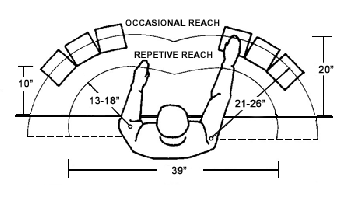 OCCASIONAL REACH
REPETIVE REACH
10"
20"
13-18"
21-26"
39"